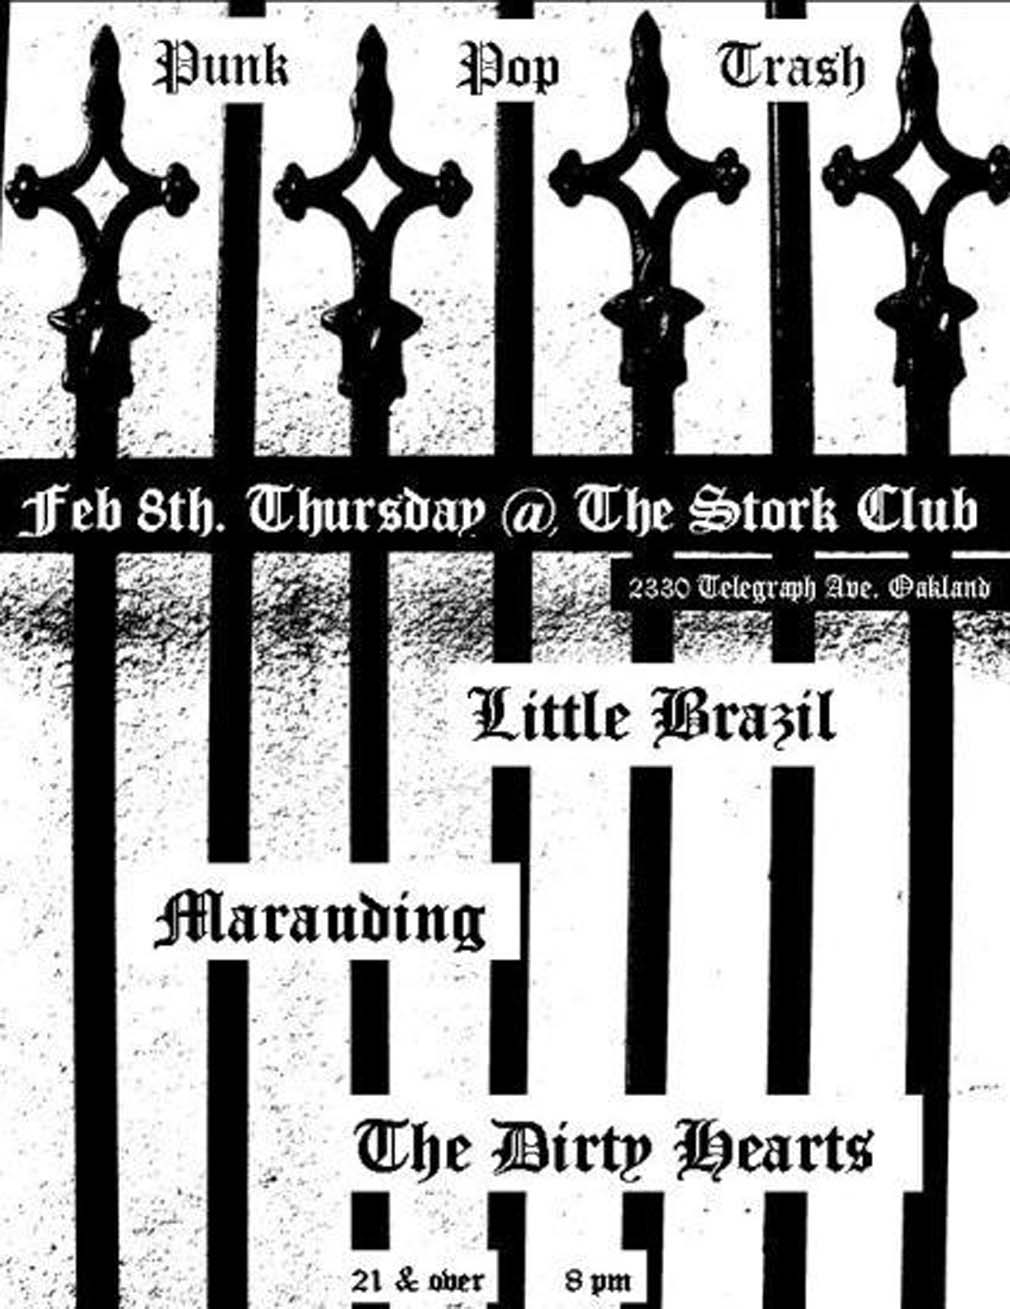 Punk Pop Trash
Feb 8th. Thursday @ The Stork Club
2330 Telegraph Ave. Oakland
Little Brazil
Marauding
The Dirty Hearts
21 & over 8 pm